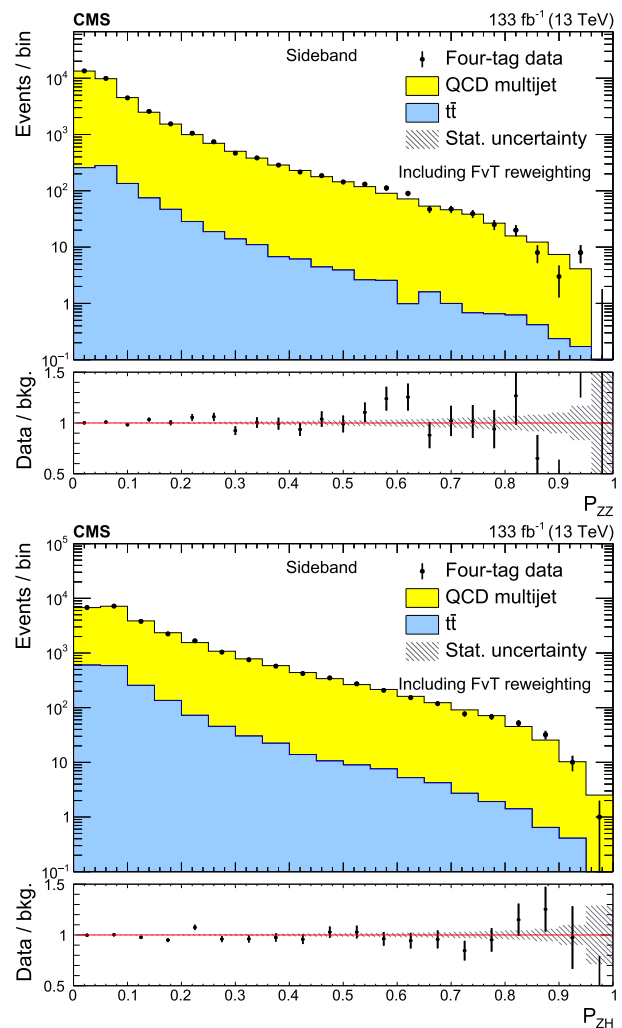 CMS 133 fb⁻¹ (13 TeV)
Sideband
Four-tag data
QCD multijet
tt̄
Stat. uncertainty
Including FvT reweighting
Events / bin
10⁴
10³
10²
10
1
10⁻¹
Data / bkg.
1.5
1
0.5
0 0.1 0.2 0.3 0.4 0.5 0.6 0.7 0.8 0.9 1
P_ZZ
CMS 133 fb⁻¹ (13 TeV)
Sideband
Four-tag data
QCD multijet
tt̄
Stat. uncertainty
Including FvT reweighting
Events / bin
10⁵
10⁴
10³
10²
10
1
10⁻¹
Data / bkg.
1.5
1
0.5
0 0.1 0.2 0.3 0.4 0.5 0.6 0.7 0.8 0.9 1
P_ZH